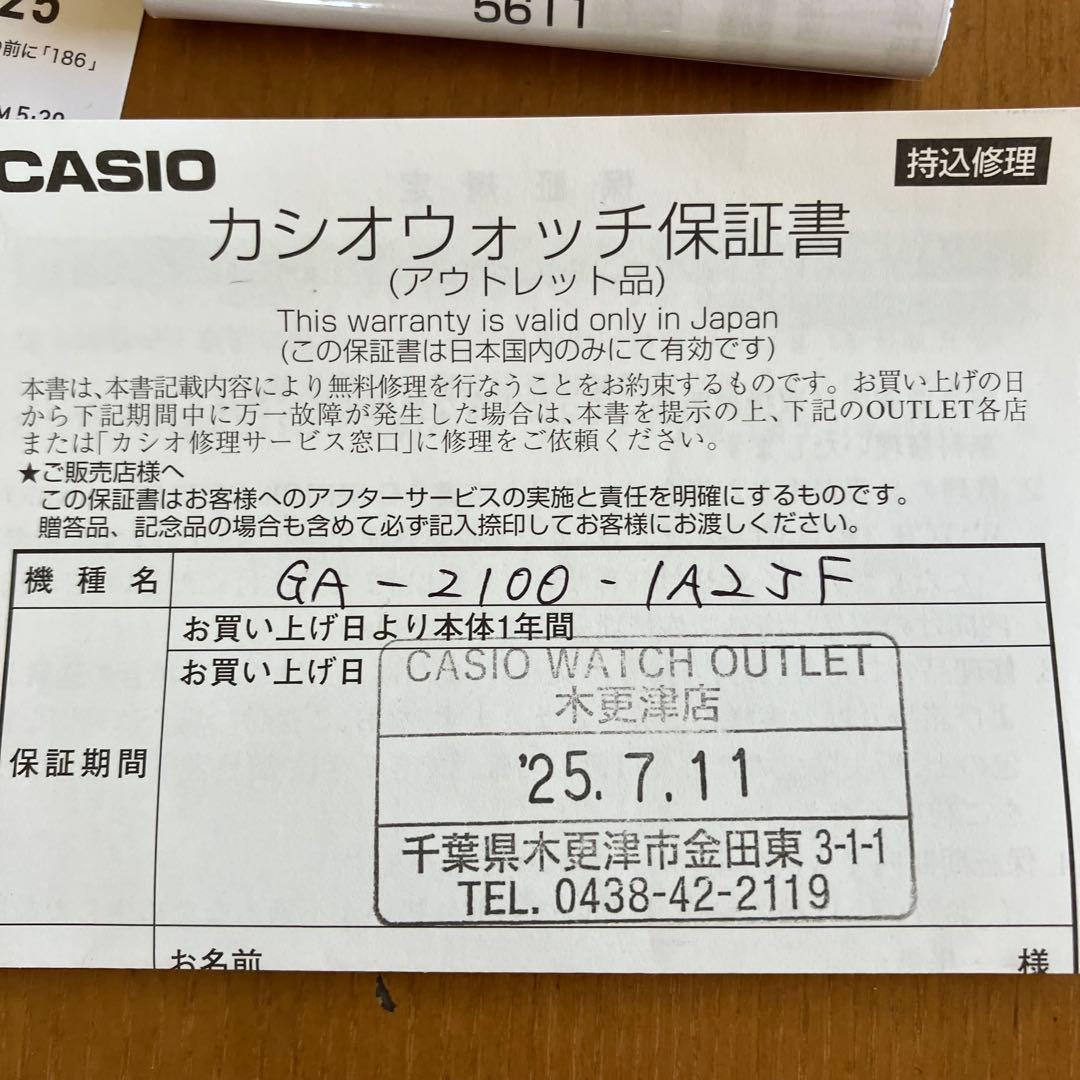 25
前に「186」
5611
CASIO
持込修理
カシオウォッチ保証書
(アウトレット品)
This warranty is valid only in Japan
(この保証書は日本国内のみにて有効です)
本書は、本書記載内容により無料修理を行なうことをお約束するものです。お買い上げの日
から下記期間中に万一故障が発生した場合は、本書を提示の上、下記のOUTLET各店
または「カシオ修理サービス窓口」に修理をご依頼ください。
★ご販売店様へ
この保証書はお客様へのアフターサービスの実施と責任を明確にするものです。
贈答品、記念品の場合も含めて必ず記入捺印してお客様にお渡しください。
機種名
GA-2100-1A2JF
お買い上げ日より本体1年間
保証期間
お買い上げ日
CASIO WATCH OUTLET
木更津店
'25.7.11
千葉県木更津市金田東 3-1-1
TEL. 0438-42-2119
お名前
様